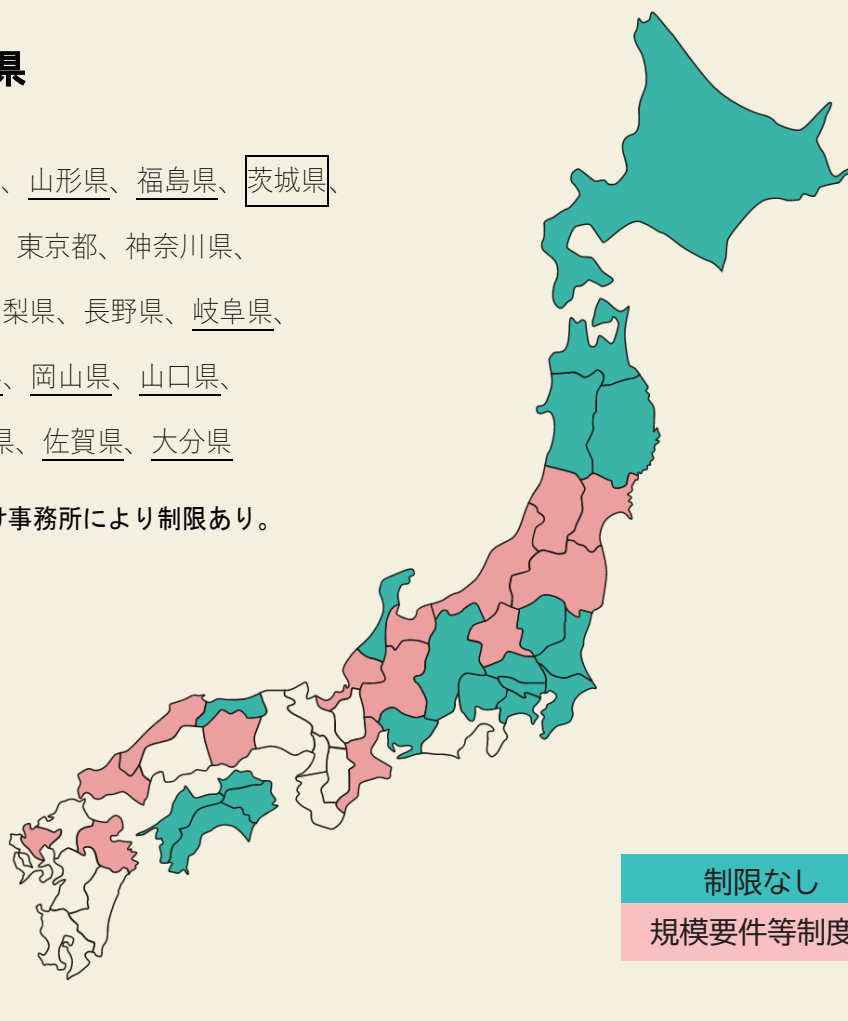 県
、山形県、福島県、茨城県、
東京都、神奈川県、
梨県、長野県、岐阜県、
、岡山県、山口県、
県、佐賀県、大分県
事務所により制限あり。
制限なし
規模要件等制度